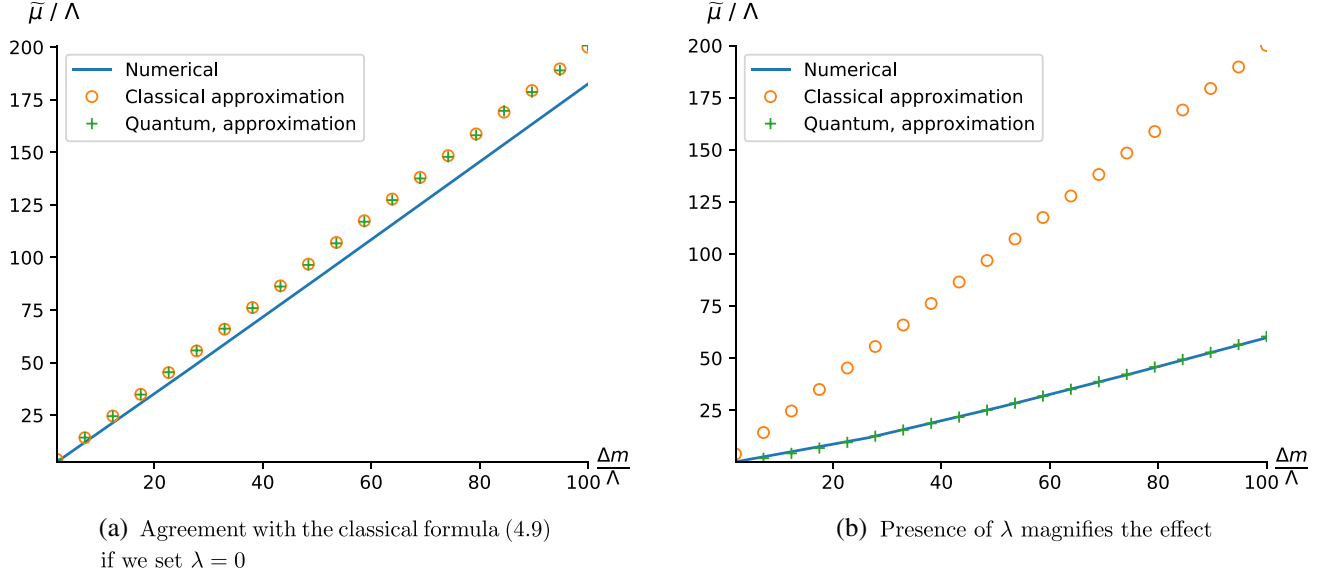 μ̃ / Λ
200
175
150
125
100
75
50
25
20
40
60
80
100
Δm
Λ
Numerical
Classical approximation
Quantum, approximation
(a) Agreement with the classical formula (4.9)
if we set λ = 0
μ̃ / Λ
200
175
150
125
100
75
50
25
20
40
60
80
100
Δm
Λ
Numerical
Classical approximation
Quantum, approximation
(b) Presence of λ magnifies the effect